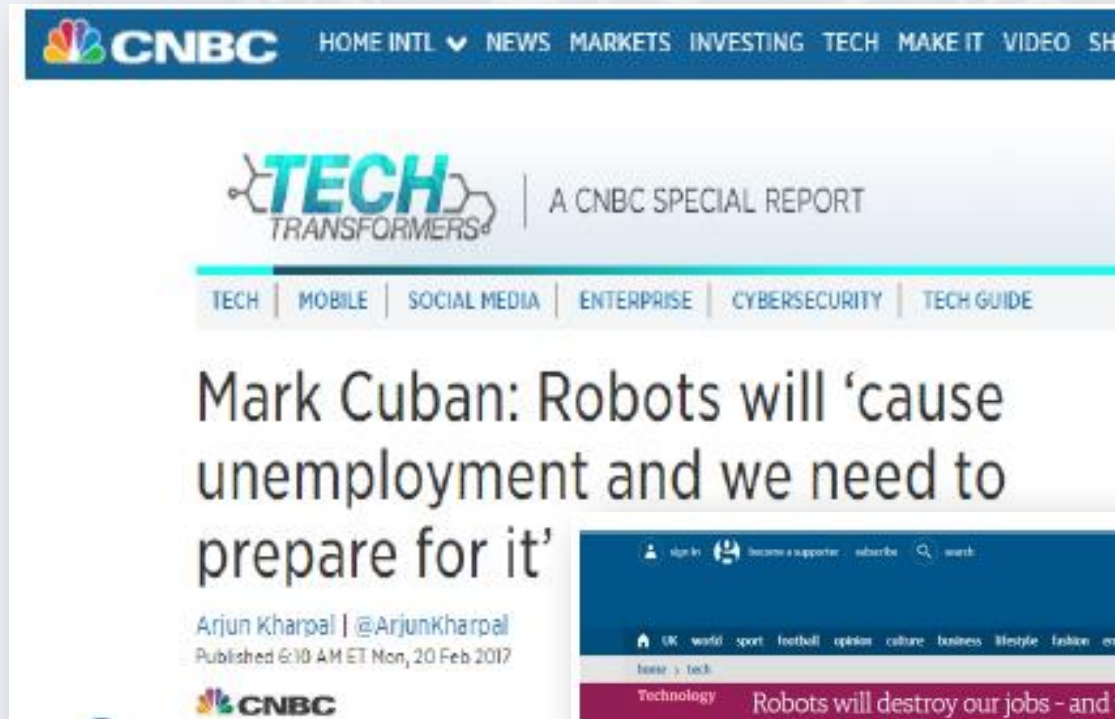 CNBC HOME INTL NEWS MARKETS INVESTING TECH MAKE IT VIDEO SH
TECH
TRANSFORMERS
A CNBC SPECIAL REPORT
TECH | MOBILE | SOCIAL MEDIA | ENTERPRISE | CYBERSECURITY | TECH GUIDE
Mark Cuban: Robots will ‘cause
unemployment and we need to
prepare for it’
Arjun Kharpal | @ArjunKharpal
Published 6:10 AM ET Mon, 20 Feb 2017
CNBC
sign in become a supporter subscribe search
UK world sport football opinion culture business lifestyle fashion
home > tech
Technology
Robots will destroy our jobs – and